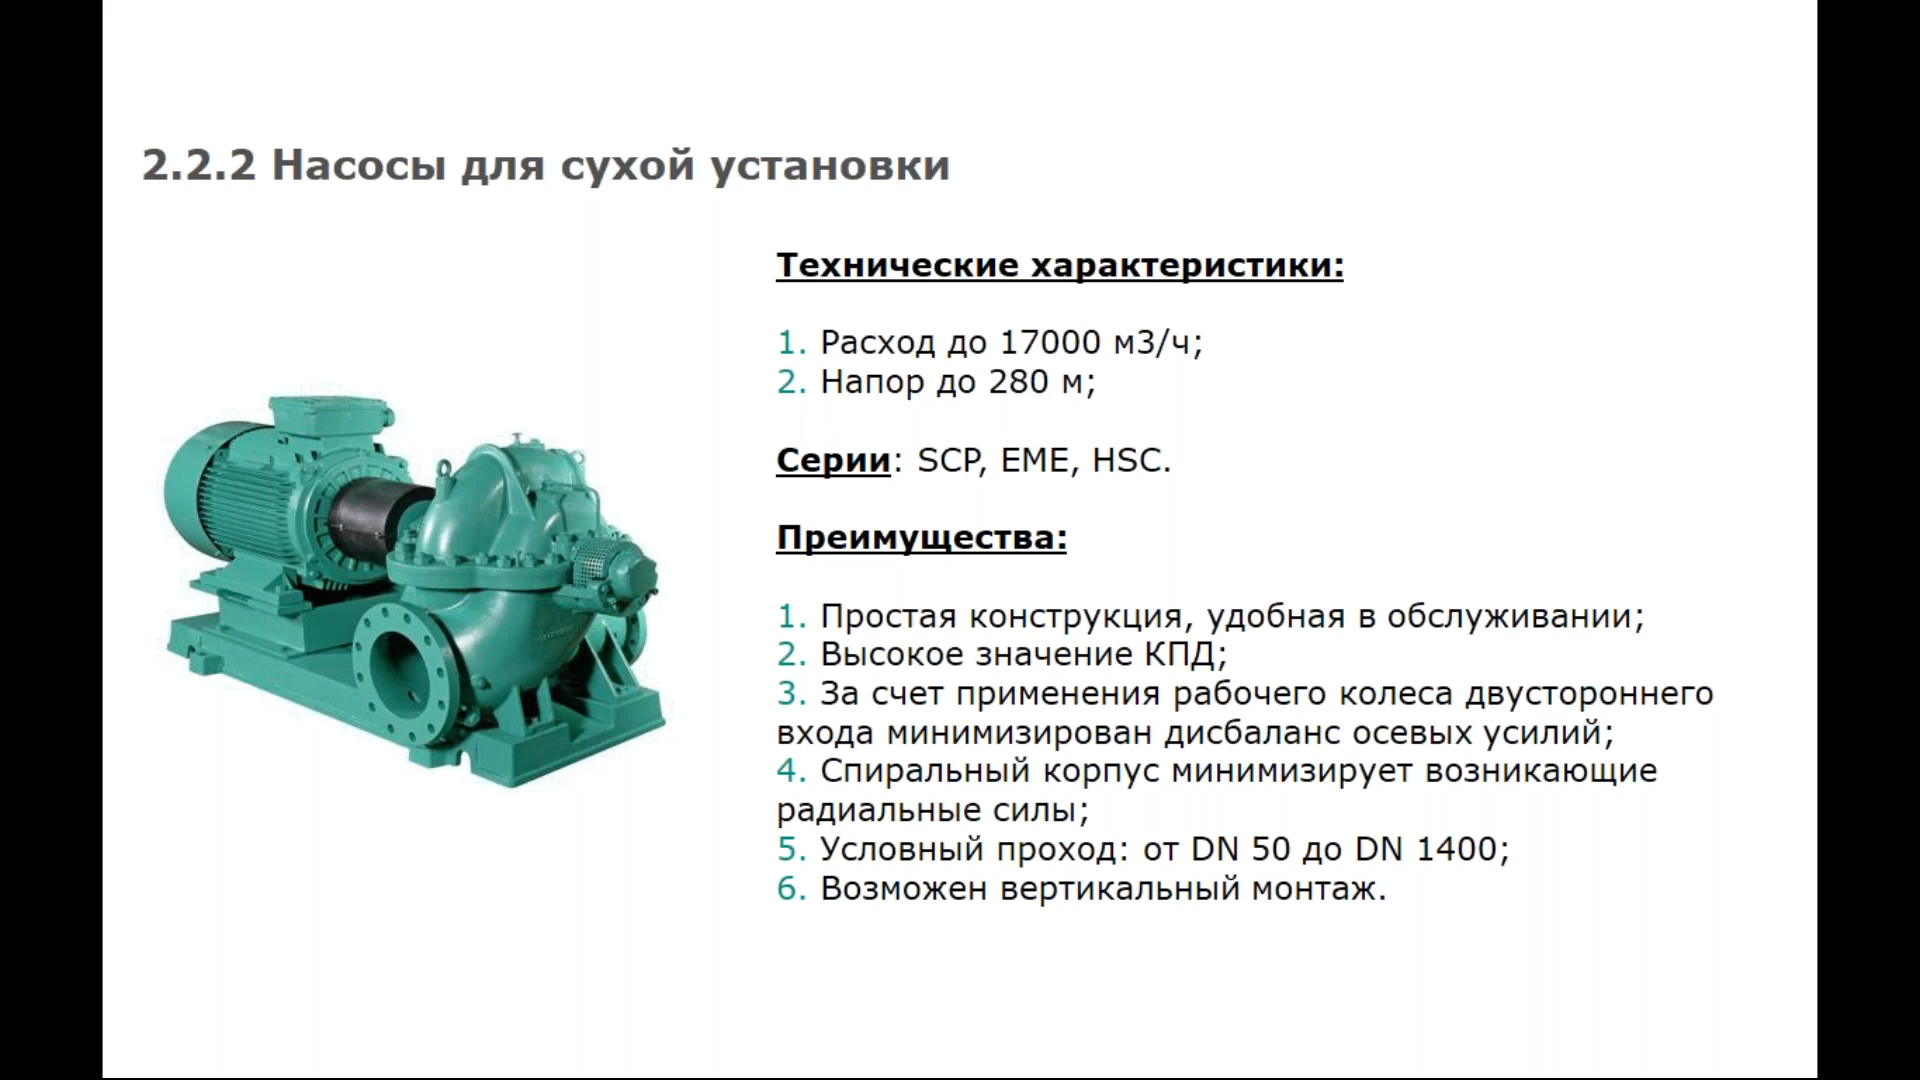 2.2.2 Насосы для сухой установки
Технические характеристики:
1. Расход до 17000 м3/ч;
2. Напор до 280 м;
Серии: SCP, EME, HSC.
Преимущества:
1. Простая конструкция, удобная в обслуживании;
2. Высокое значение КПД;
3. За счет применения рабочего колеса двустороннего
входа минимизирован дисбаланс осевых усилий;
4. Спиральный корпус минимизирует возникающие
радиальные силы;
5. Условный проход: от DN 50 до DN 1400;
6. Возможен вертикальный монтаж.